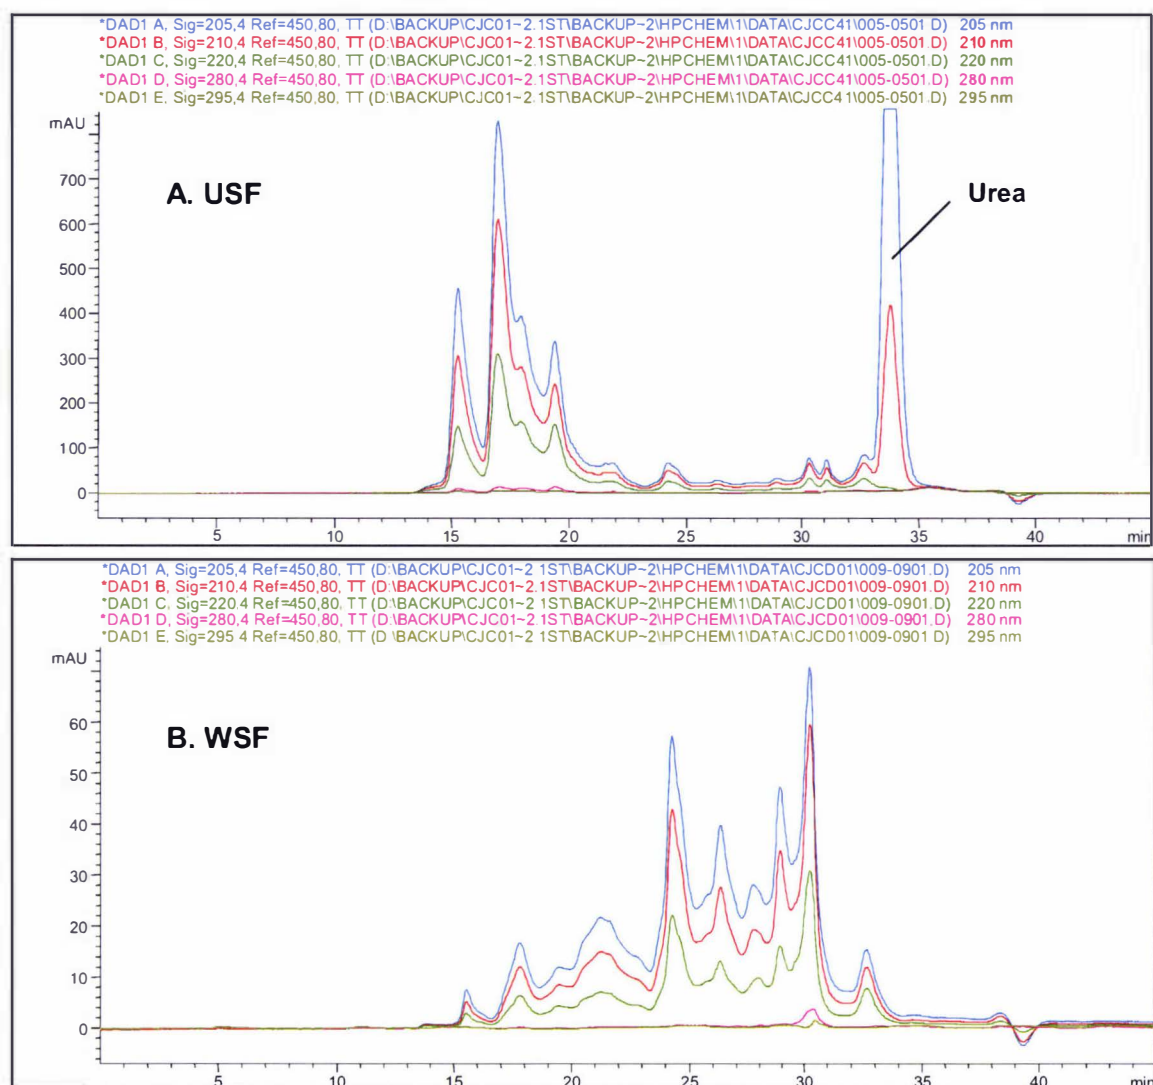 *DAD1 A, Sig=205,4 Ref=450,80, TT (D:\BACKUP\CJC01~2.1ST\BACKUP~2\HPCHEM\1\DATA\CJCC41\005-0501.D) 205 nm
*DAD1 B, Sig=210,4 Ref=450,80, TT (D:\BACKUP\CJC01~2.1ST\BACKUP~2\HPCHEM\1\DATA\CJCC41\005-0501.D) 210 nm
*DAD1 C, Sig=220,4 Ref=450,80, TT (D:\BACKUP\CJC01~2.1ST\BACKUP~2\HPCHEM\1\DATA\CJCC41\005-0501.D) 220 nm
*DAD1 D, Sig=280,4 Ref=450,80, TT (D:\BACKUP\CJC01~2.1ST\BACKUP~2\HPCHEM\1\DATA\CJCC41\005-0501.D) 280 nm
*DAD1 E, Sig=295,4 Ref=450,80, TT (D:\BACKUP\CJC01~2.1ST\BACKUP~2\HPCHEM\1\DATA\CJCC41\005-0501.D) 295 nm
mAU
700
A. USF
Urea
600
500
400
300
200
100
0
5 10 15 20 25 30 35 40 min
*DAD1 A, Sig=205,4 Ref=450,80, TT (D:\BACKUP\CJC01~2.1ST\BACKUP~2\HPCHEM\1\DATA\CJCD01\009-0901.D) 205 nm
*DAD1 B, Sig=210,4 Ref=450,80, TT (D:\BACKUP\CJC01~2.1ST\BACKUP~2\HPCHEM\1\DATA\CJCD01\009-0901.D) 210 nm
*DAD1 C, Sig=220,4 Ref=450,80, TT (D:\BACKUP\CJC01~2.1ST\BACKUP~2\HPCHEM\1\DATA\CJCD01\009-0901.D) 220 nm
*DAD1 D, Sig=280,4 Ref=450,80, TT (D:\BACKUP\CJC01~2.1ST\BACKUP~2\HPCHEM\1\DATA\CJCD01\009-0901.D) 280 nm
*DAD1 E, Sig=295,4 Ref=450,80, TT (D:\BACKUP\CJC01~2.1ST\BACKUP~2\HPCHEM\1\DATA\CJCD01\009-0901.D) 295 nm
mAU
60
B. WSF
50
40
30
20
10
0
5 10 15 20 25 30 35 40 min